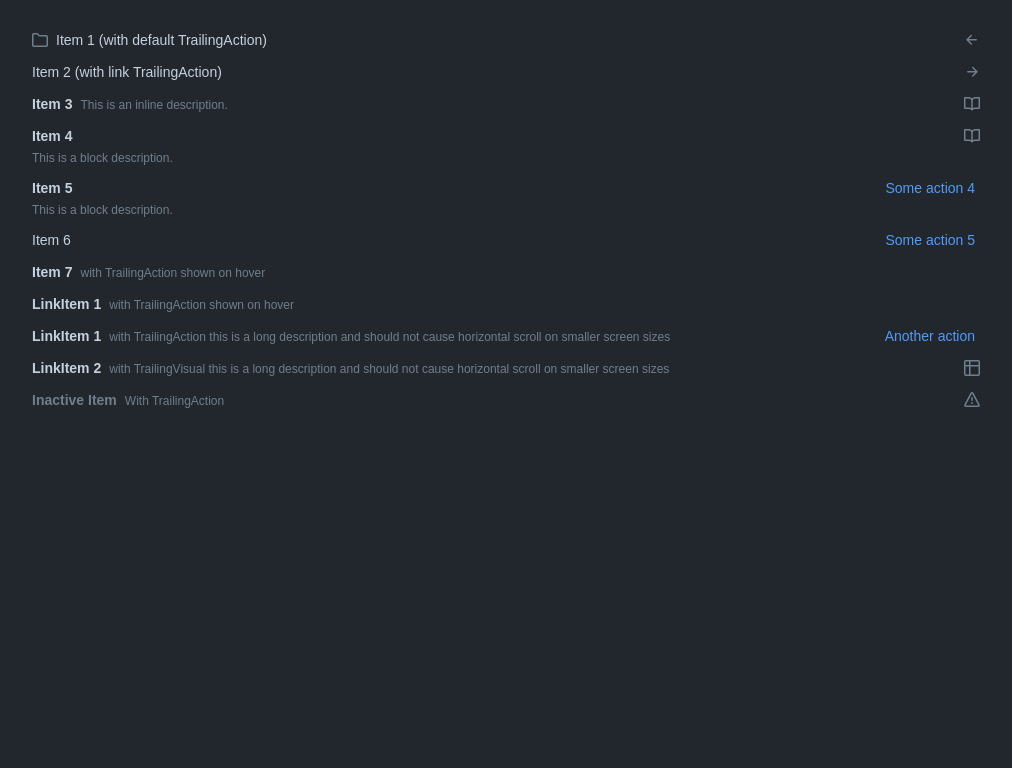 Item 1 (with default TrailingAction)
Item 2 (with link TrailingAction)
Item 3 This is an inline description.
Item 4
This is a block description.
Item 5 Some action 4
This is a block description.
Item 6 Some action 5
Item 7 with TrailingAction shown on hover
LinkItem 1 with TrailingAction shown on hover
LinkItem 1 with TrailingAction this is a long description and should not cause horizontal scroll on smaller screen sizes Another action
LinkItem 2 with TrailingVisual this is a long description and should not cause horizontal scroll on smaller screen sizes
Inactive Item With TrailingAction